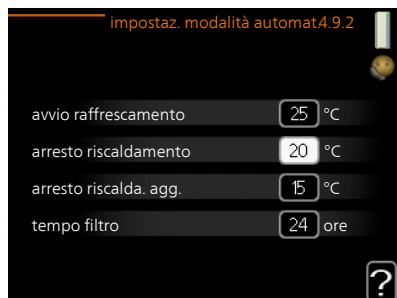 impostaz. modalità automat.4.9.2
avvio raffrescamento 25 °C
arresto riscaldamento 20 °C
arresto riscalda. agg. 15 °C
tempo filtro 24 ore
?